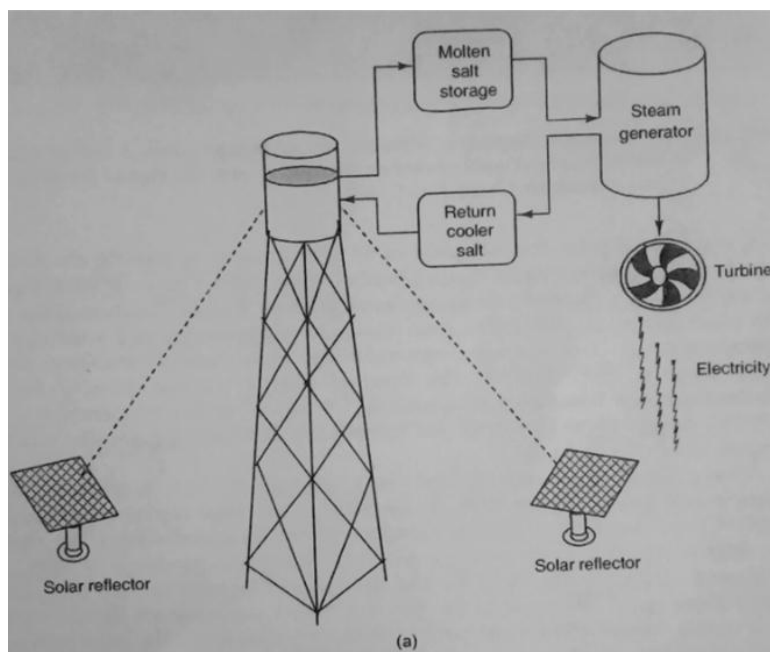 Molten
salt
storage
Steam
generator
Return
cooler
salt
Turbine
Electricity
Solar reflector
Solar reflector
(a)